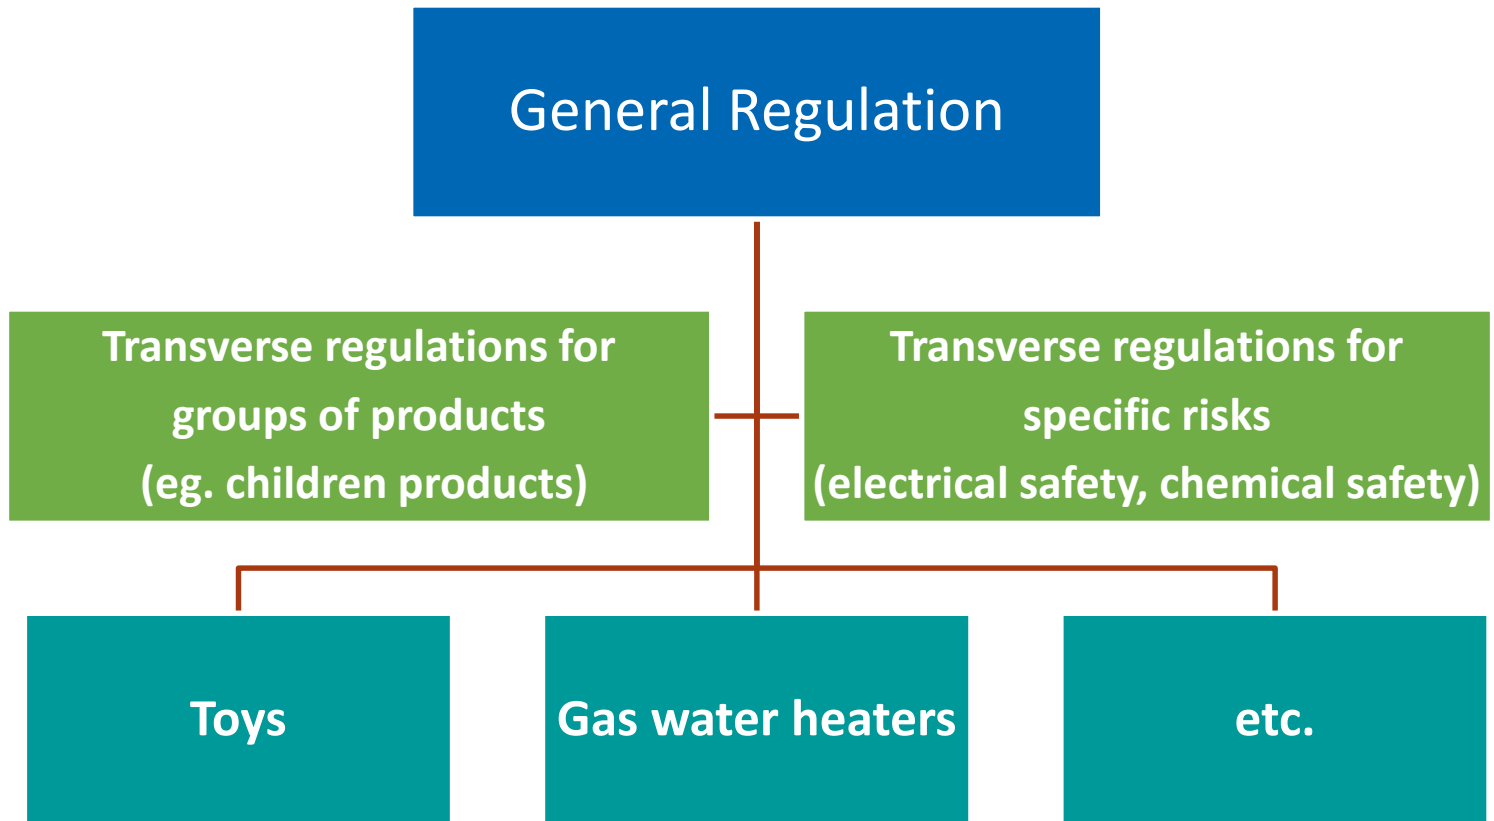 General Regulation
Transverse regulations for
groups of products
(eg. children products)
Transverse regulations for
specific risks
(electrical safety, chemical safety)
Toys
Gas water heaters
etc.